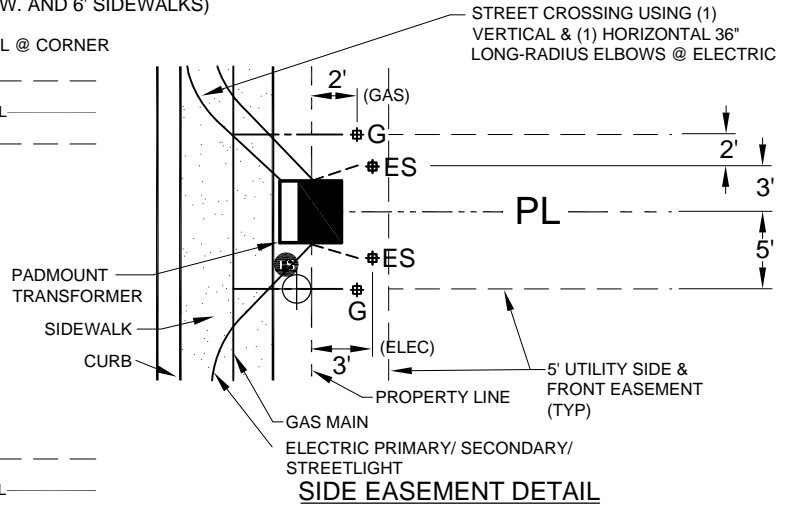 W. AND 6' SIDEWALKS)
L @ CORNER
L
STREET CROSSING USING (1)
VERTICAL & (1) HORIZONTAL 36"
LONG-RADIUS ELBOWS @ ELECTRIC
2'
(GAS)
G
2'
ES
3'
PL
5'
ES
PADMOUNT
TRANSFORMER
G
SIDEWALK
(ELEC)
CURB
3'
5' UTILITY SIDE &
FRONT EASEMENT
(TYP)
PROPERTY LINE
GAS MAIN
ELECTRIC PRIMARY/ SECONDARY/
STREETLIGHT
L
SIDE EASEMENT DETAIL